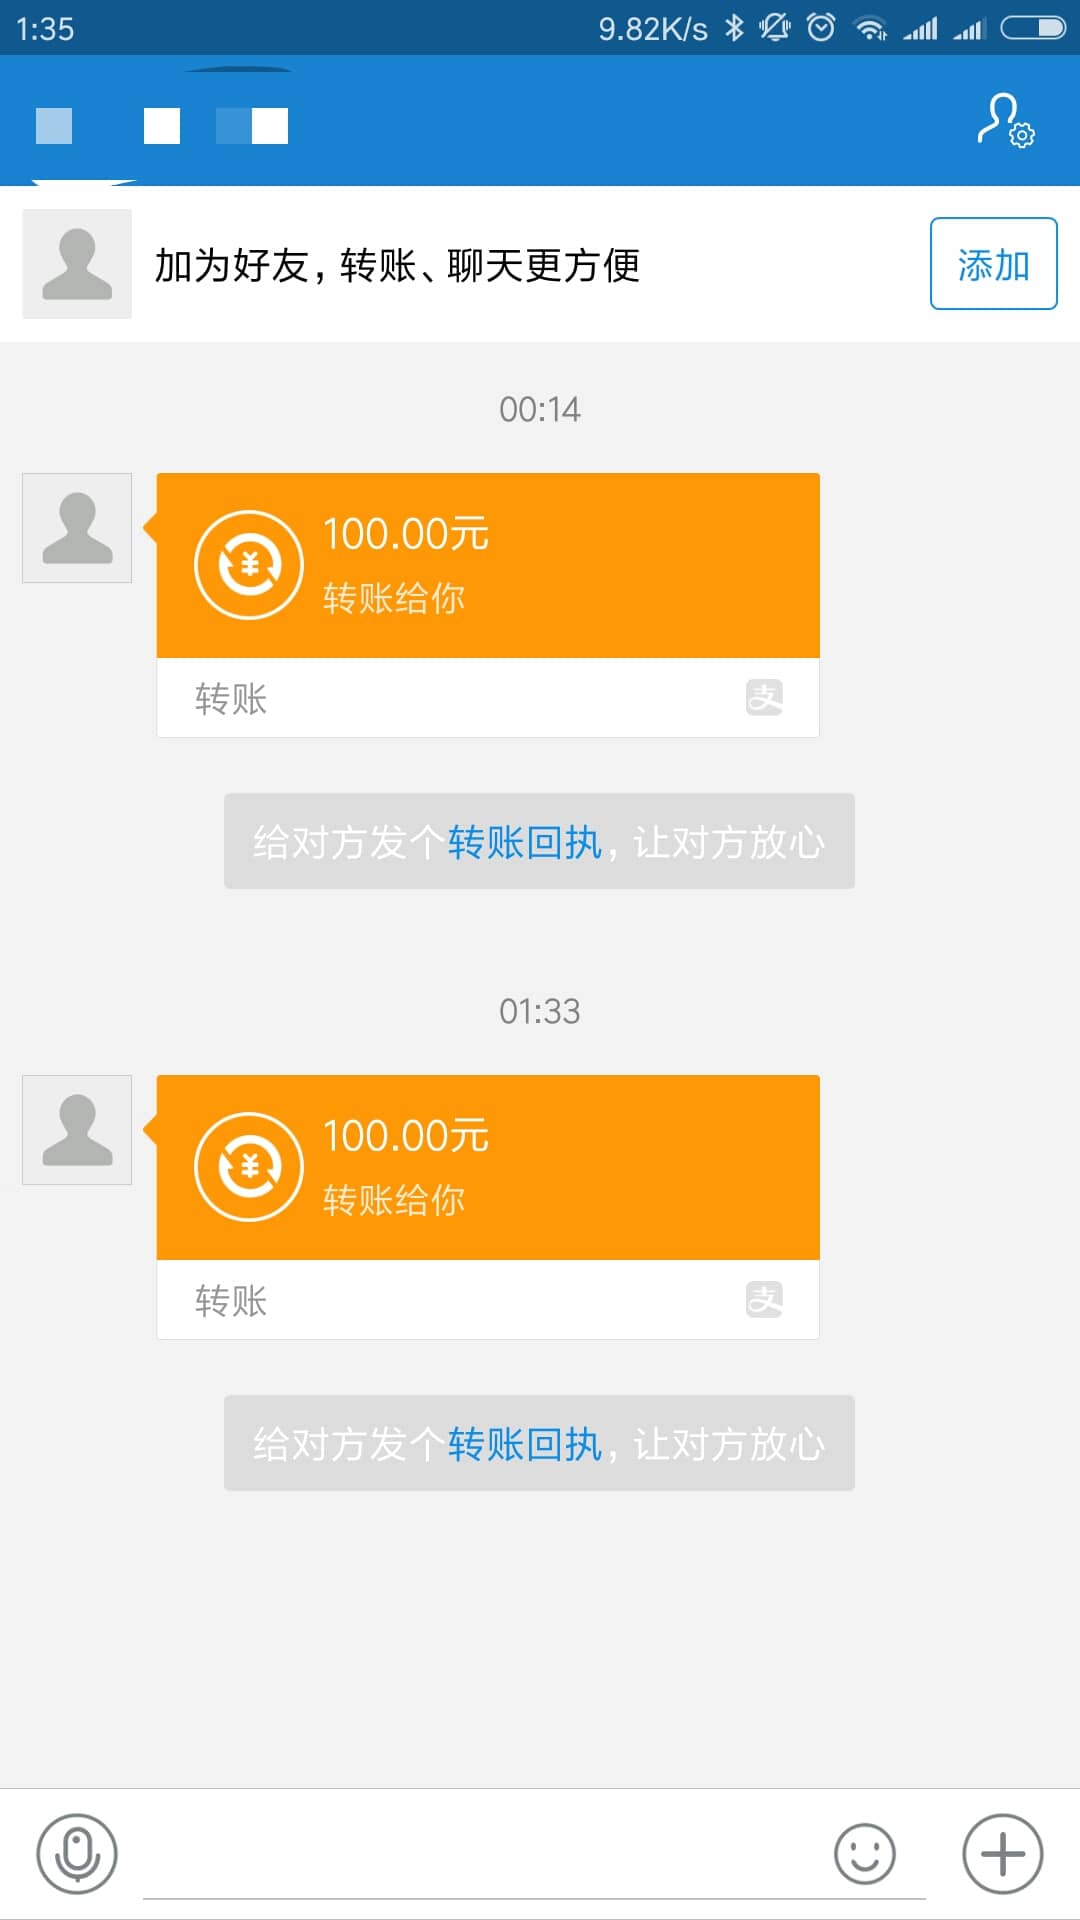 1:35
9.82K/s
加为好友，转账、聊天更方便
添加
00:14
100.00元
转账给你
转账
支
给对方发个转账回执，让对方放心
01:33
100.00元
转账给你
转账
支
给对方发个转账回执，让对方放心